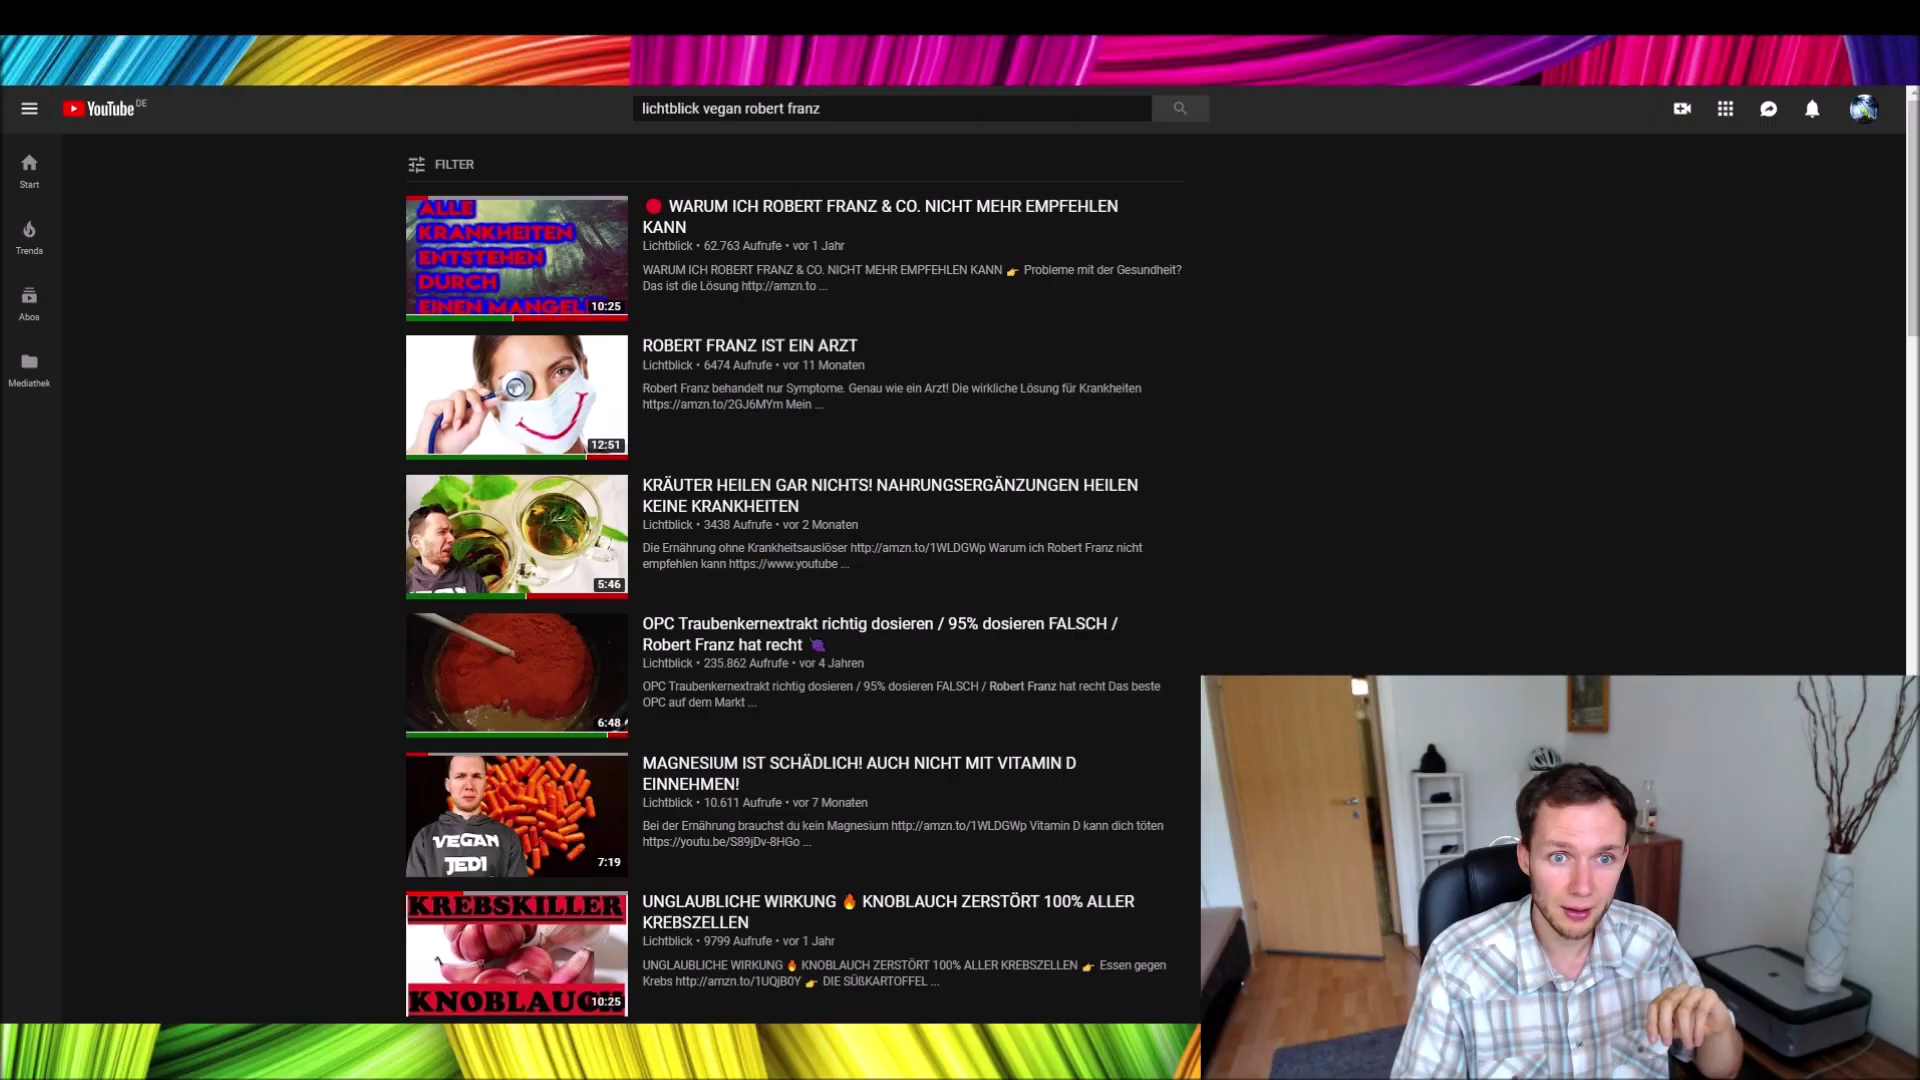 YouTube DE
lichtblick vegan robert franz
Start
Trends
Abos
Mediathek
FILTER
ALLE
KRANKHEITEN
ENTSTEHEN
DURCH
EINEN MANGEL
10:25
WARUM ICH ROBERT FRANZ & CO. NICHT MEHR EMPFEHLEN
KANN
Lichtblick • 62.763 Aufrufe • vor 1 Jahr
WARUM ICH ROBERT FRANZ & CO. NICHT MEHR EMPFEHLEN KANN 👉 Probleme mit der Gesundheit?
Das ist die Lösung http://amzn.to ...
12:51
ROBERT FRANZ IST EIN ARZT
Lichtblick • 6474 Aufrufe • vor 11 Monaten
Robert Franz behandelt nur Symptome. Genau wie ein Arzt! Die wirkliche Lösung für Krankheiten
https://amzn.to/2GJ6MYm Mein ...
5:46
KRÄUTER HEILEN GAR NICHTS! NAHRUNGSERGÄNZUNGEN HEILEN
KEINE KRANKHEITEN
Lichtblick • 3438 Aufrufe • vor 2 Monaten
Die Ernährung ohne Krankheitsauslöser http://amzn.to/1WLDGWp Warum ich Robert Franz nicht
empfehlen kann https://www.youtube ...
6:48
OPC Traubenkernextrakt richtig dosieren / 95% dosieren FALSCH /
Robert Franz hat recht 🍇
Lichtblick • 235.862 Aufrufe • vor 4 Jahren
OPC Traubenkernextrakt richtig dosieren / 95% dosieren FALSCH / Robert Franz hat recht Das beste
OPC auf dem Markt ...
VEGAN
JEDI
7:19
MAGNESIUM IST SCHÄDLICH! AUCH NICHT MIT VITAMIN D
EINNEHMEN!
Lichtblick • 10.611 Aufrufe • vor 7 Monaten
Bei der Ernährung brauchst du kein Magnesium http://amzn.to/1WLDGWp Vitamin D kann dich töten
https://youtu.be/S89jDv-8HGo ...
KREBSKILLER
KNOBLAUCH
10:25
UNGLAUBLICHE WIRKUNG 🔥 KNOBLAUCH ZERSTÖRT 100% ALLER
KREBSZELLEN
Lichtblick • 9799 Aufrufe • vor 1 Jahr
UNGLAUBLICHE WIRKUNG 🔥 KNOBLAUCH ZERSTÖRT 100% ALLER KREBSZELLEN 👉 Essen gegen
Krebs http://amzn.to/1UQjB0Y 👉 DIE SÜßKARTOFFEL ...